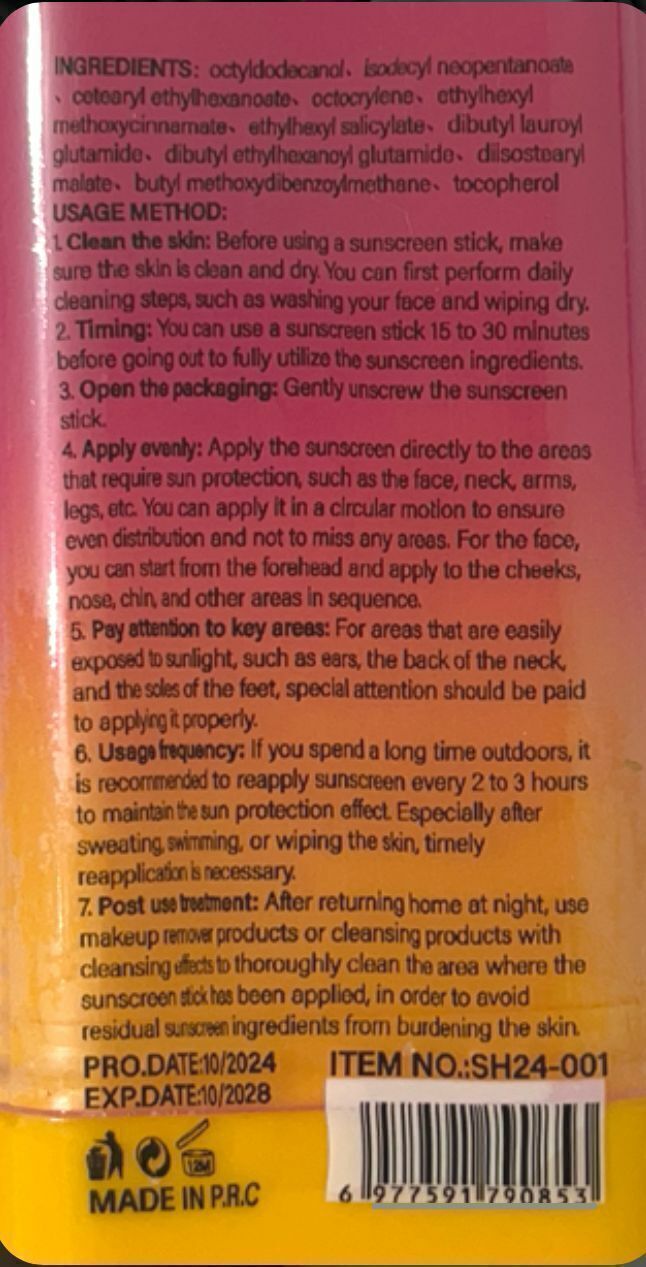 INGREDIENTS: octyldodecanol、isodecyl neopentanoate
、cetearyl ethylhexanoate、octocrylene、ethylhexyl
methoxycinnamate、ethylhexyl salicylate、dibutyl lauroyl
glutamide、dibutyl ethylhexanoyl glutamide、diisostearyl
malate、butyl methoxydibenzoylmethane、tocopherol
USAGE METHOD:
1. Clean the skin: Before using a sunscreen stick, make
sure the skin is clean and dry. You can first perform daily
cleaning steps, such as washing your face and wiping dry.
2. Timing: You can use a sunscreen stick 15 to 30 minutes
before going out to fully utilize the sunscreen ingredients.
3. Open the packaging: Gently unscrew the sunscreen
stick.
4. Apply evenly: Apply the sunscreen directly to the areas
that require sun protection, such as the face, neck, arms,
legs, etc. You can apply it in a circular motion to ensure
even distribution and not to miss any areas. For the face,
you can start from the forehead and apply to the cheeks,
nose, chin, and other areas in sequence.
5. Pay attention to key areas: For areas that are easily
exposed to sunlight, such as ears, the back of the neck,
and the soles of the feet, special attention should be paid
to applying it properly.
6. Usage frequency: If you spend a long time outdoors, it
is recommended to reapply sunscreen every 2 to 3 hours
to maintain the sun protection effect. Especially after
sweating, swimming, or wiping the skin, timely
reapplication is necessary.
7. Post use treatment: After returning home at night, use
makeup remover products or cleansing products with
cleansing effects to thoroughly clean the area where the
sunscreen stick has been applied, in order to avoid
residual sunscreen ingredients from burdening the skin.
PRO.DATE:10/2024 ITEM NO.:SH24-001
EXP.DATE:10/2028
12M
MADE IN P.R.C
6 977591 790853